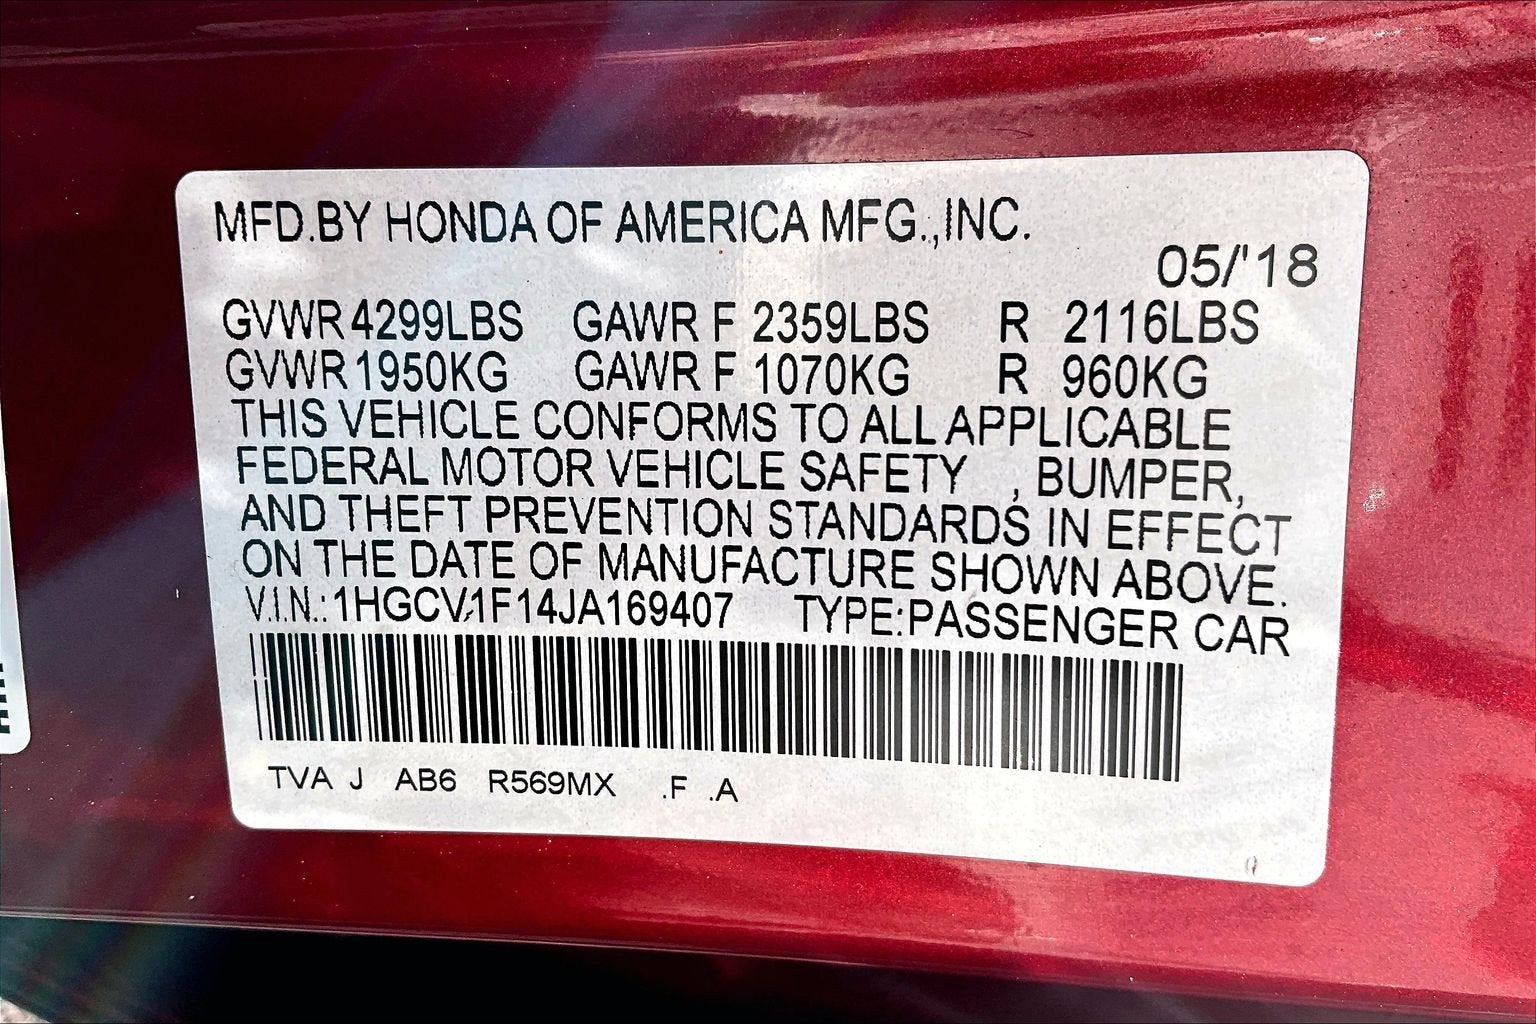 MFD.BY HONDA OF AMERICA MFG.,INC.
05/'18
GVWR 4299LBS GAWR F 2359LBS R 2116LBS
GVWR 1950KG GAWR F 1070KG R 960KG
THIS VEHICLE CONFORMS TO ALL APPLICABLE
FEDERAL MOTOR VEHICLE SAFETY , BUMPER,
AND THEFT PREVENTION STANDARDS IN EFFECT
ON THE DATE OF MANUFACTURE SHOWN ABOVE.
V.I.N.: 1HGCV1F14JA169407 TYPE:PASSENGER CAR
TVA J AB6 R569MX .F .A